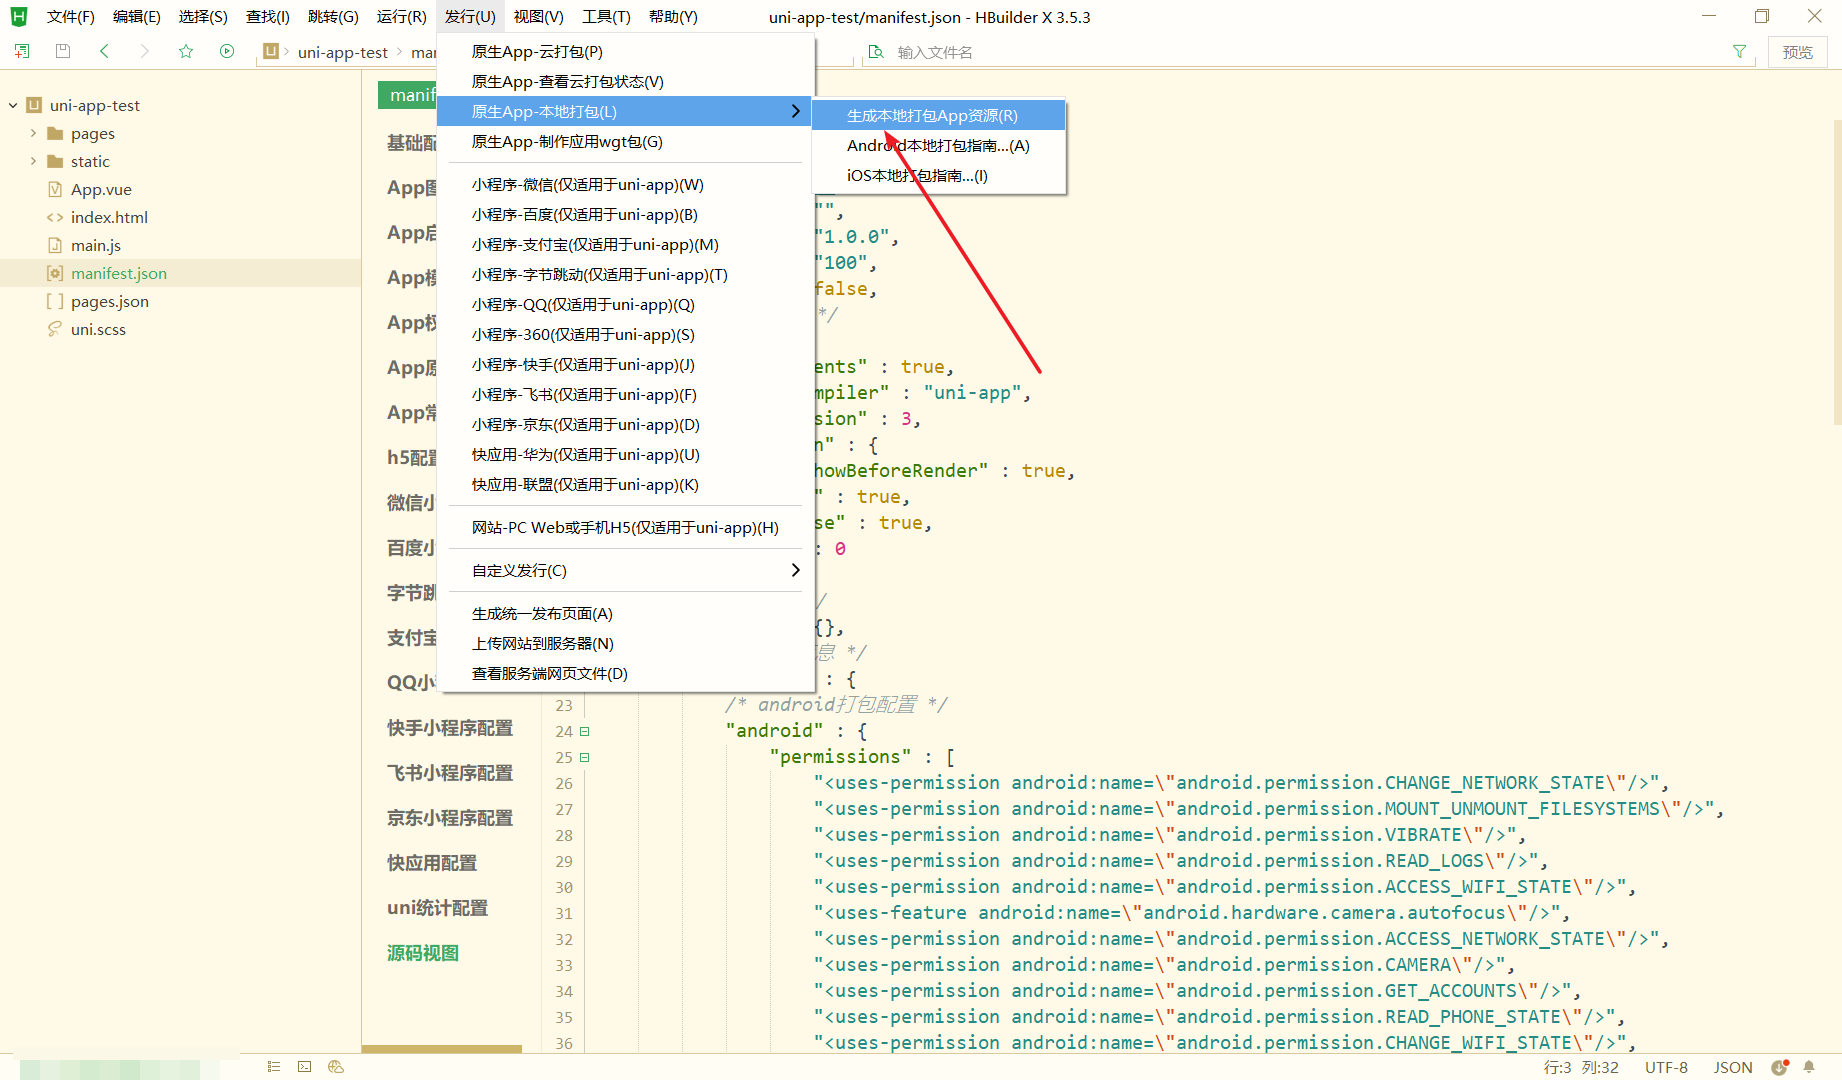 文件(F) 编辑(E) 选择(S) 查找(I) 跳转(G) 运行(R) 发行(U) 视图(V) 工具(T) 帮助(Y) uni-app-test/manifest.json - HBuilder X 3.5.3
uni-app-test 输入文件名 预览
uni-app-test
pages
static
App.vue
index.html
main.js
manifest.json
pages.json
uni.scss
原生App-云打包(P)
原生App-查看云打包状态(V)
原生App-本地打包(L)
原生App-制作应用wgt包(G)
小程序-微信(仅适用于uni-app)(W)
小程序-百度(仅适用于uni-app)(B)
小程序-支付宝(仅适用于uni-app)(M)
小程序-字节跳动(仅适用于uni-app)(T)
小程序-QQ(仅适用于uni-app)(Q)
小程序-360(仅适用于uni-app)(S)
小程序-快手(仅适用于uni-app)(J)
小程序-飞书(仅适用于uni-app)(F)
小程序-京东(仅适用于uni-app)(D)
快应用-华为(仅适用于uni-app)(U)
快应用-联盟(仅适用于uni-app)(K)
网站-PC Web或手机H5(仅适用于uni-app)(H)
自定义发行(C)
生成统一发布页面(A)
上传网站到服务器(N)
查看服务端网页文件(D)
生成本地打包App资源(R)
Android本地打包指南...(A)
iOS本地打包指南...(I)
基础配
App
App启
App模
App权
App原
App常
h5配置
微信小
百度小
字节跳
支付宝
QQ小
快手小程序配置
飞书小程序配置
京东小程序配置
快应用配置
uni统计配置
源码视图
"",
"1.0.0",
"100",
false,
*/
ents" : true,
mpiler" : "uni-app",
sion" : 3,
n" : {
howBeforeRender" : true,
" : true,
se" : true,
: 0
/
{},
息 */
: {
23 /* android打包配置 */
24 "android" : {
25 "permissions" : [
26 "<uses-permission android:name=\"android.permission.CHANGE_NETWORK_STATE\"/>",
27 "<uses-permission android:name=\"android.permission.MOUNT_UNMOUNT_FILESYSTEMS\"/>",
28 "<uses-permission android:name=\"android.permission.VIBRATE\"/>",
29 "<uses-permission android:name=\"android.permission.READ_LOGS\"/>",
30 "<uses-permission android:name=\"android.permission.ACCESS_WIFI_STATE\"/>",
31 "<uses-feature android:name=\"android.hardware.camera.autofocus\"/>",
32 "<uses-permission android:name=\"android.permission.ACCESS_NETWORK_STATE\"/>",
33 "<uses-permission android:name=\"android.permission.CAMERA\"/>",
34 "<uses-permission android:name=\"android.permission.GET_ACCOUNTS\"/>",
35 "<uses-permission android:name=\"android.permission.READ_PHONE_STATE\"/>",
36 "<uses-permission android:name=\"android.permission.CHANGE_WIFI_STATE\"/>",
行:3 列:32 UTF-8 JSON